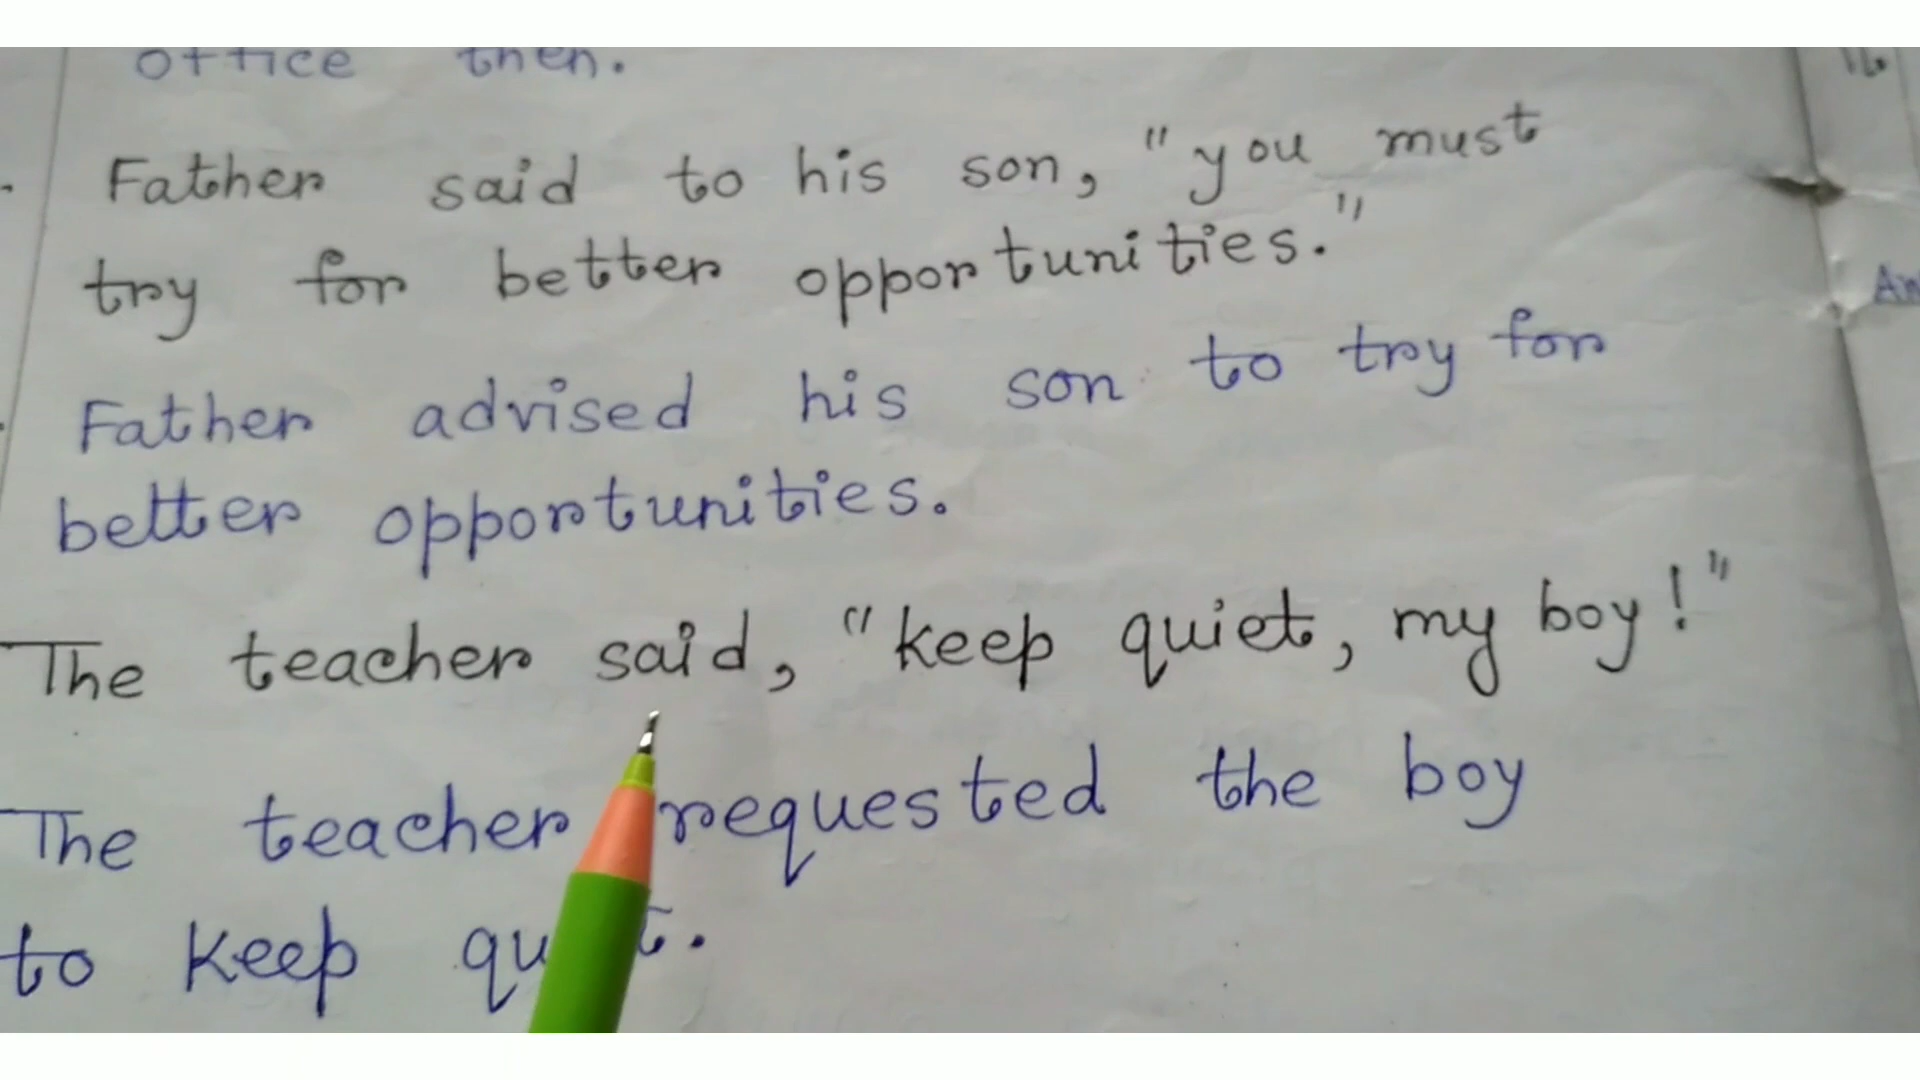 office then.
Father said to his son, "you must
try for better opportunities."
Father advised his son to try for
better opportunities.
The teacher said, "keep quiet, my boy!"
The teacher requested the boy
to keep